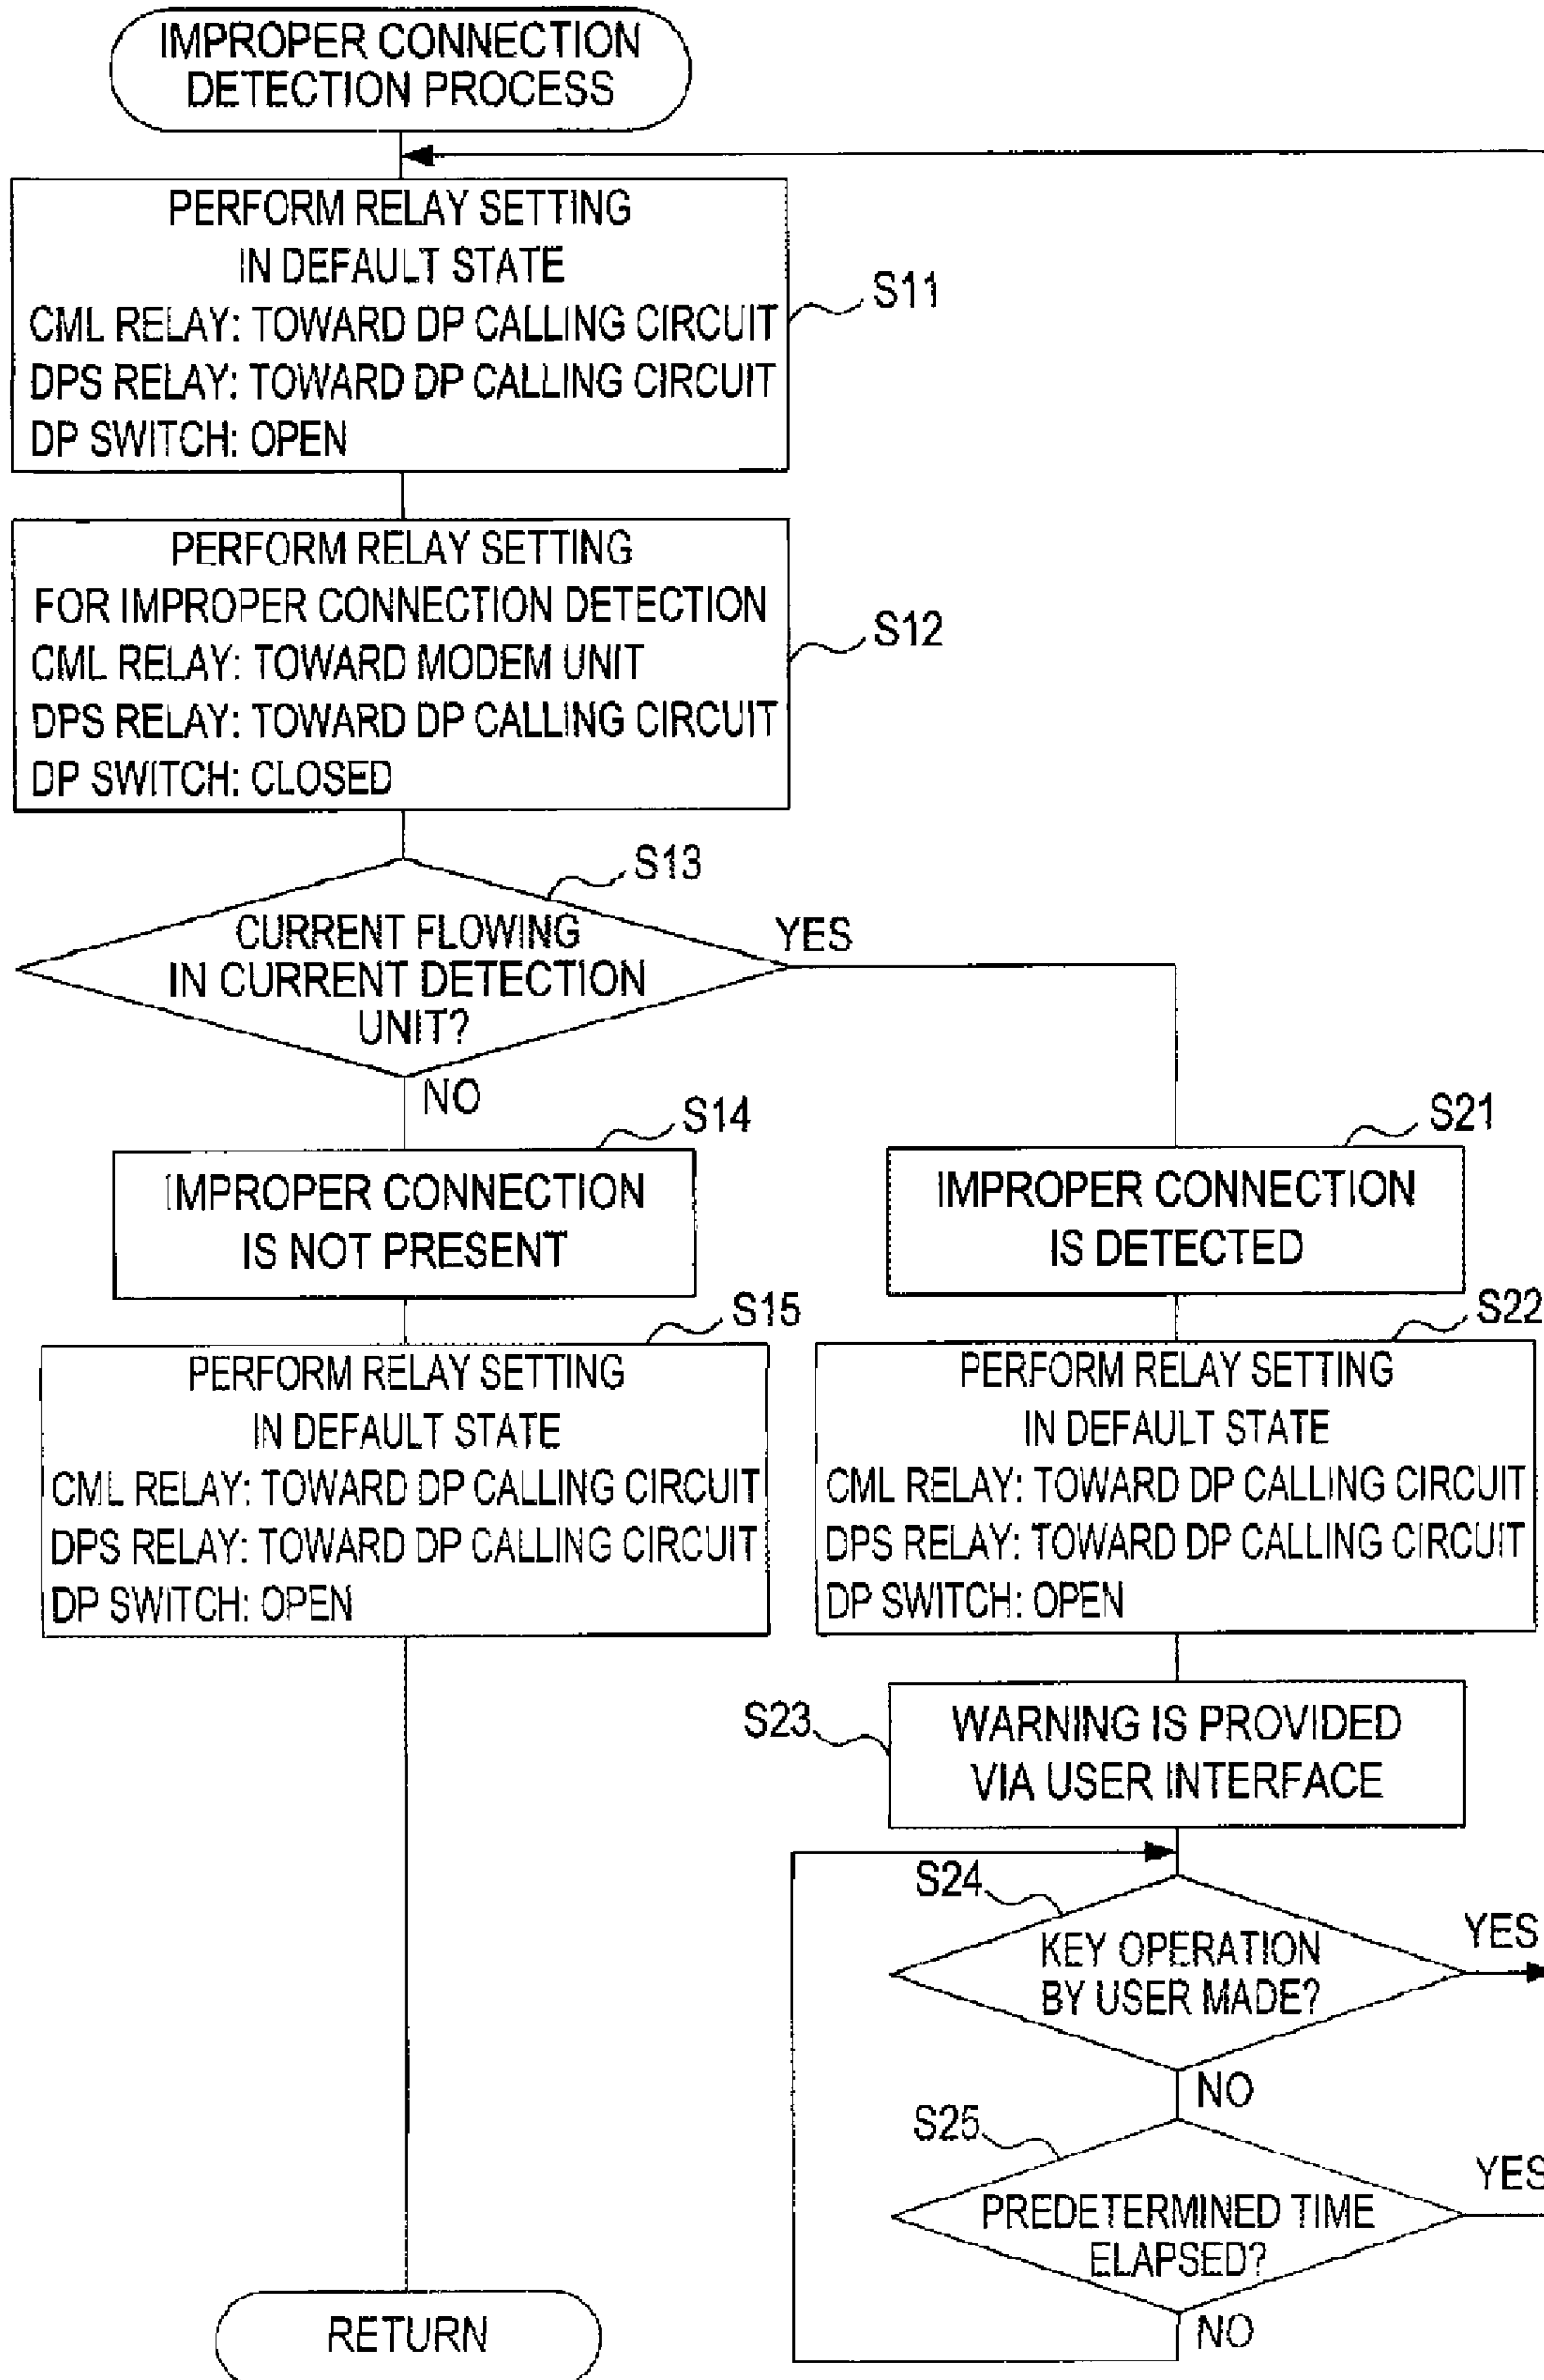 IMPROPER CONNECTION
DETECTION PROCESS
PERFORM RELAY SETTING
IN DEFAULT STATE
CML RELAY: TOWARD DP CALLING CIRCUIT
DPS RELAY: TOWARD DP CALLING CIRCUIT
DP SWITCH: OPEN
S11
PERFORM RELAY SETTING
FOR IMPROPER CONNECTION DETECTION
CML RELAY: TOWARD MODEM UNIT
DPS RELAY: TOWARD DP CALLING CIRCUIT
DP SWITCH: CLOSED
S12
S13
CURRENT FLOWING
IN CURRENT DETECTION
UNIT?
YES
NO
S14
IMPROPER CONNECTION
IS NOT PRESENT
S15
PERFORM RELAY SETTING
IN DEFAULT STATE
CML RELAY: TOWARD DP CALLING CIRCUIT
DPS RELAY: TOWARD DP CALLING CIRCUIT
DP SWITCH: OPEN
S21
IMPROPER CONNECTION
IS DETECTED
S22
PERFORM RELAY SETTING
IN DEFAULT STATE
CML RELAY: TOWARD DP CALLING CIRCUIT
DPS RELAY: TOWARD DP CALLING CIRCUIT
DP SWITCH: OPEN
S23
WARNING IS PROVIDED
VIA USER INTERFACE
S24
KEY OPERATION
BY USER MADE?
YES
NO
S25
PREDETERMINED TIME
ELAPSED?
YES
NO
RETURN